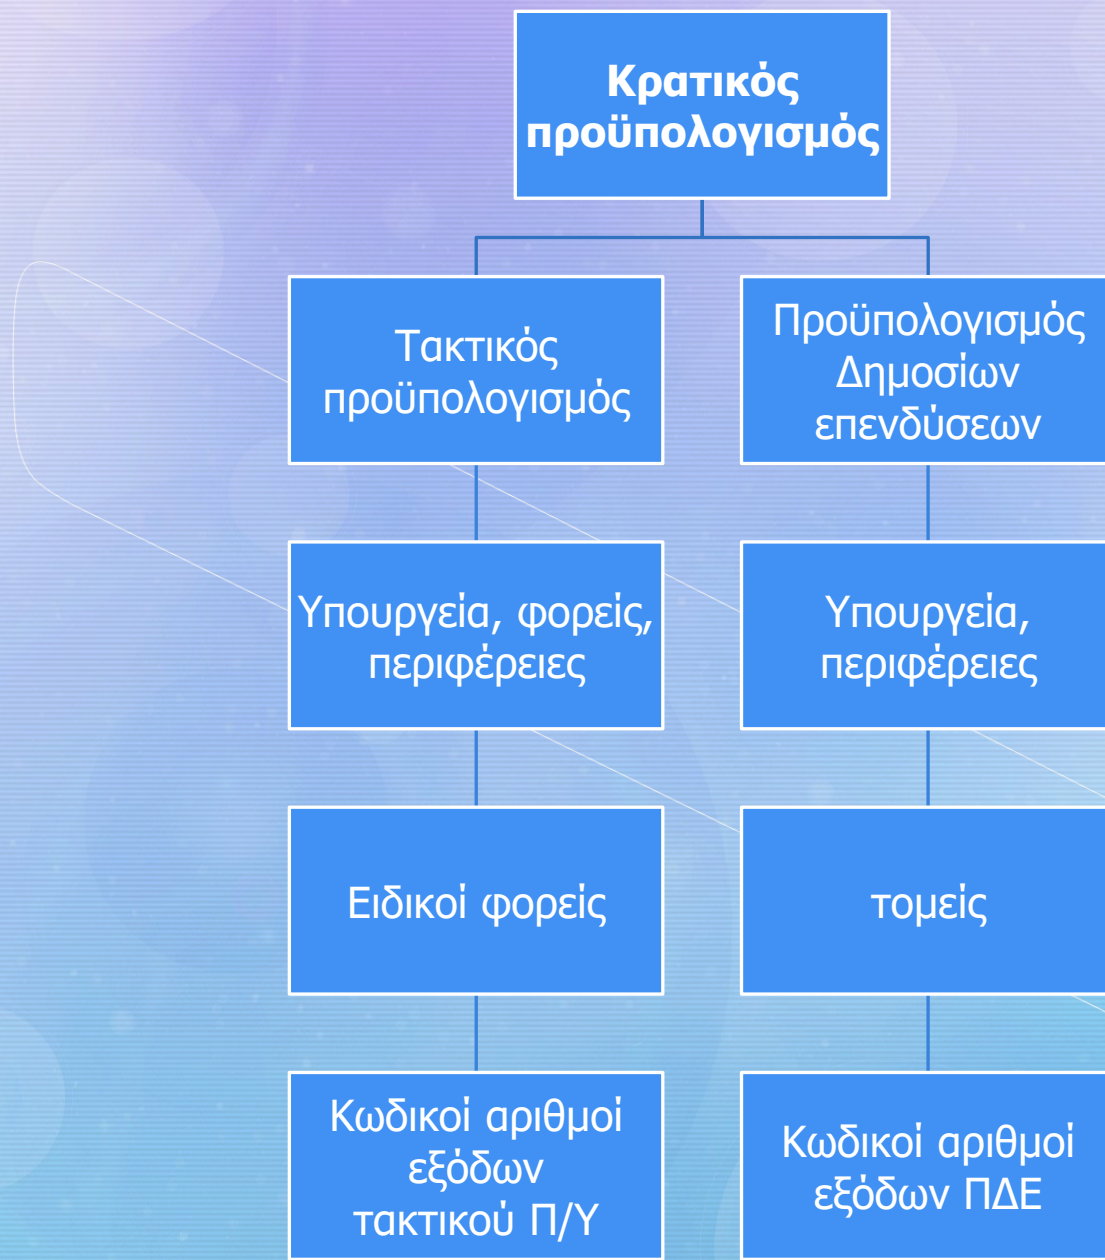 Κρατικός
προϋπολογισμός
Τακτικός
προϋπολογισμός
Προϋπολογισμός
Δημοσίων
επενδύσεων
Υπουργεία, φορείς,
περιφέρειες
Υπουργεία,
περιφέρειες
Ειδικοί φορείς
τομείς
Κωδικοί αριθμοί
εξόδων
τακτικού Π/Υ
Κωδικοί αριθμοί
εξόδων ΠΔΕ